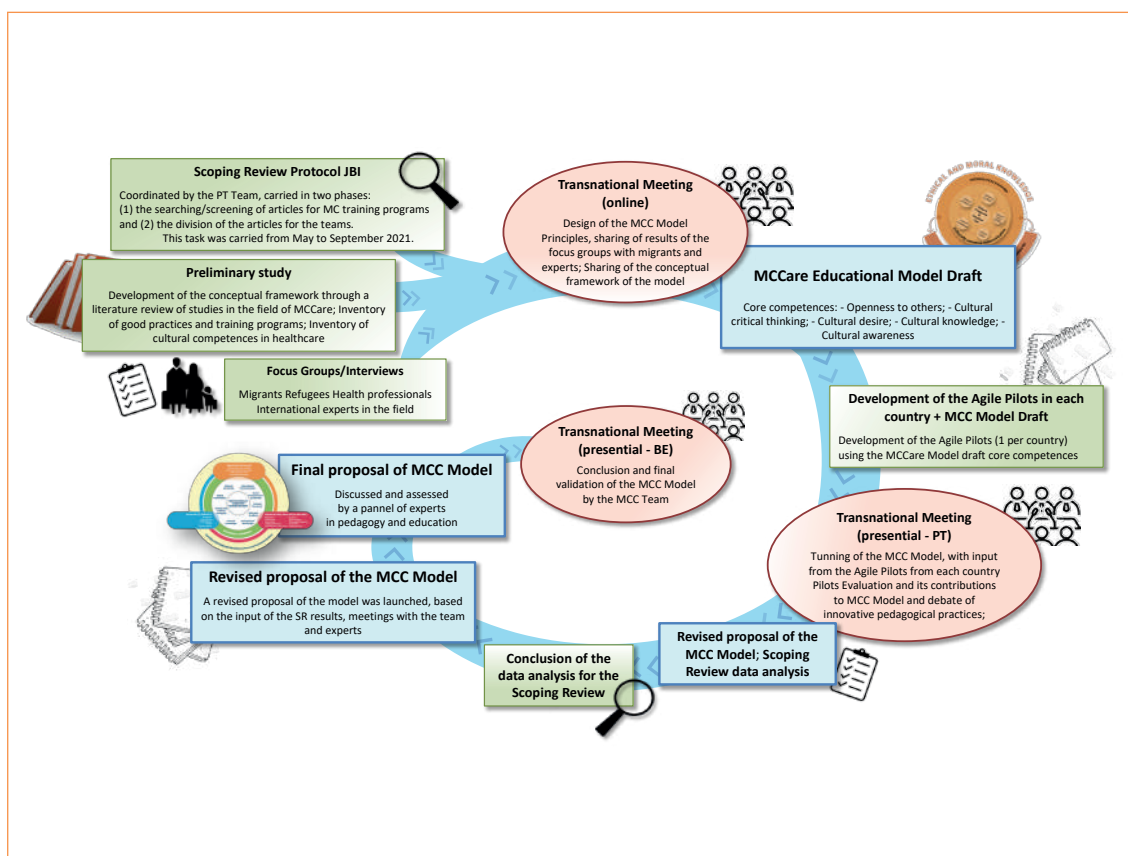 Scoping Review Protocol JBI
Coordinated by the PT Team, carried in two phases:
(1) the searching/screening of articles for MC training programs
and (2) the division of the articles for the teams.
This task was carried from May to September 2021.
Preliminary study
Development of the conceptual framework through a
literature review of studies in the field of MCCare; Inventory
of good practices and training programs; Inventory of
cultural competences in healthcare
Focus Groups/Interviews
Migrants Refugees Health professionals
International experts in the field
Transnational Meeting
(online)
Design of the MCC Model
Principles, sharing of results of the
focus groups with migrants and
experts; Sharing of the conceptual
framework of the model
ETHICAL AND MORAL KNOWLEDGE
MCCare Educational Model Draft
Core competences: - Openness to others; - Cultural
critical thinking; - Cultural desire; - Cultural knowledge; -
Cultural awareness
Development of the Agile Pilots in each
country + MCC Model Draft
Development of the Agile Pilots (1 per country)
using the MCCare Model draft core competences
Transnational Meeting
(presential - PT)
Tunning of the MCC Model, with input
from the Agile Pilots from each country
Pilots Evaluation and its contributions
to MCC Model and debate of
innovative pedagogical practices;
Revised proposal of the
MCC Model; Scoping
Review data analysis
Conclusion of the
data analysis for the
Scoping Review
Revised proposal of the MCC Model
A revised proposal of the model was launched, based
on the input of the SR results, meetings with the team
and experts
Final proposal of MCC Model
Discussed and assessed
by a pannel of experts
in pedagogy and education
Transnational Meeting
(presential - BE)
Conclusion and final
validation of the MCC Model
by the MCC Team